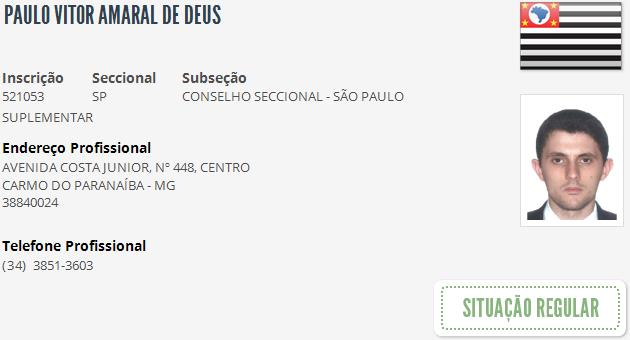 PAULO VITOR AMARAL DE DEUS
Inscrição Seccional Subseção
521053 SP CONSELHO SECCIONAL - SÃO PAULO
SUPLEMENTAR
Endereço Profissional
AVENIDA COSTA JUNIOR, Nº 448, CENTRO
CARMO DO PARANAÍBA - MG
38840024
Telefone Profissional
(34) 3851-3603
SITUAÇÃO REGULAR